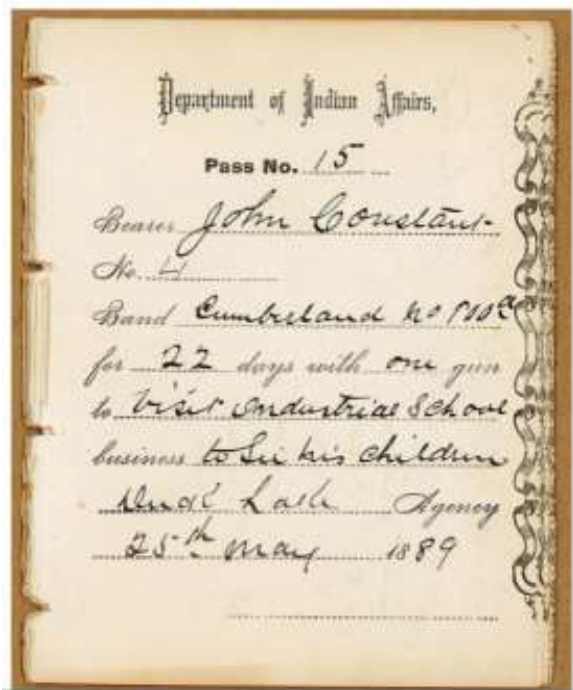 Department of Indian Affairs,
Pass No. 15
Bearer John Constant
No. 4
Band Cumberland No 100a
for 22 days with one gun
to Visit Industrial School
business to See his children
Duck Lake Agency
25th May 1889